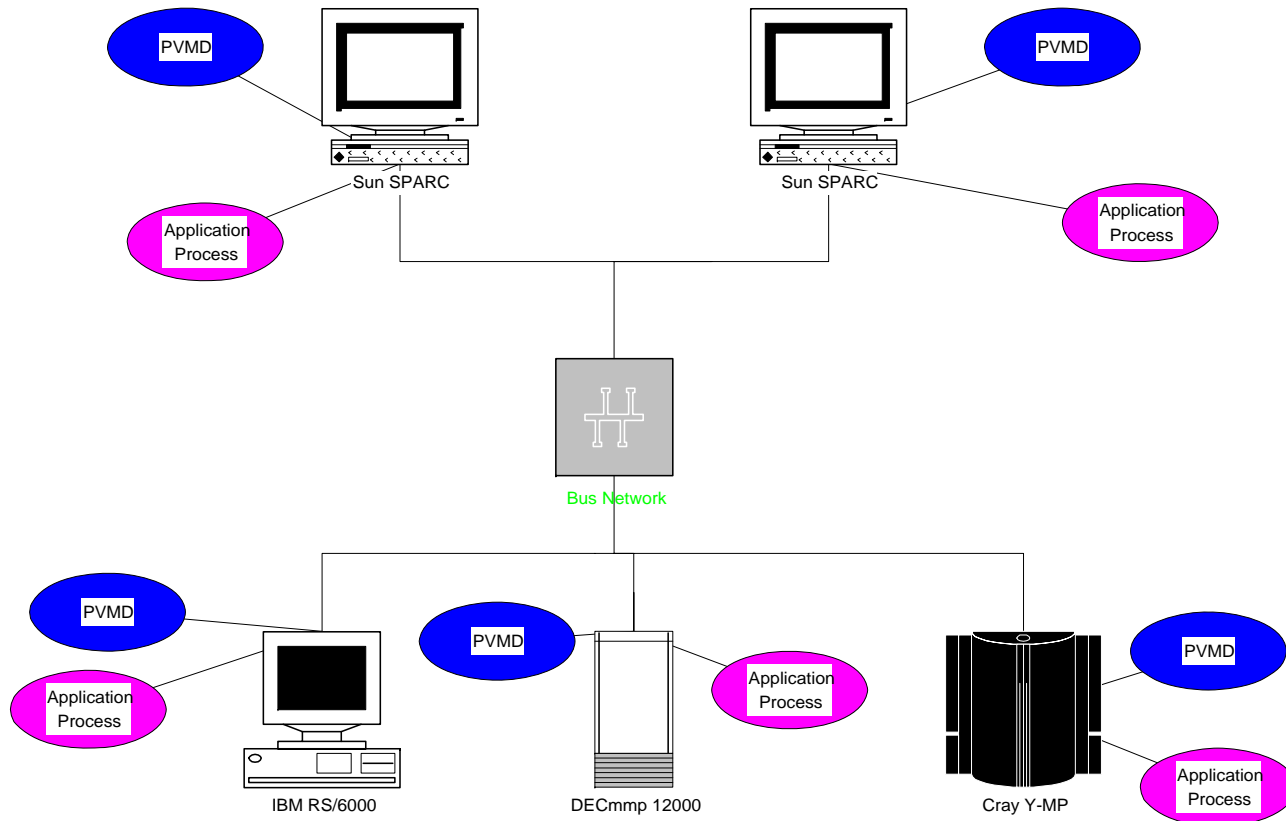 PVMD
PVMD
Sun SPARC
Sun SPARC
Application
Process
Application
Process
Bus Network
PVMD
PVMD
PVMD
Application
Process
Application
Process
Application
Process
IBM RS/6000
DECmmp 12000
Cray Y-MP